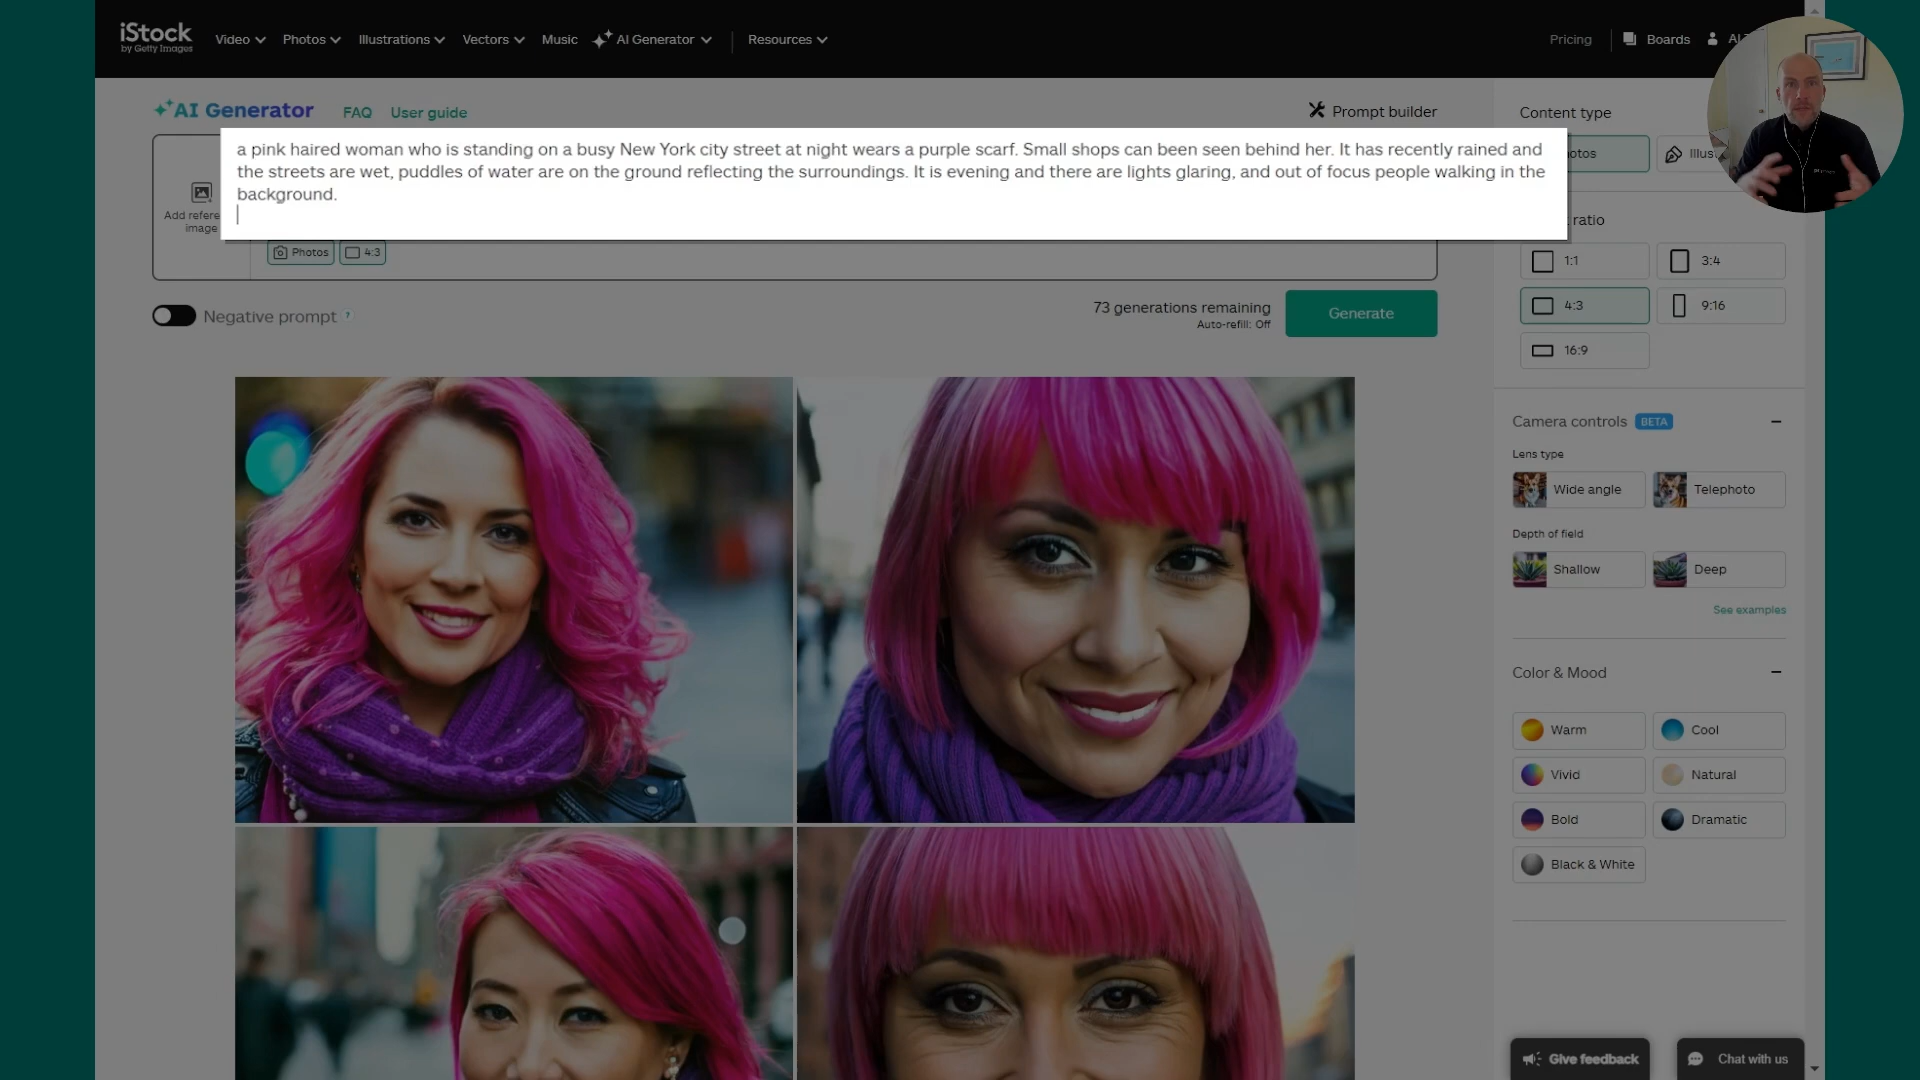 iStock
by Getty Images
Video
Photos
Illustrations
Vectors
Music
AI Generator
Resources
Pricing
Boards
AI Generator
FAQ
User guide
Prompt builder
a pink haired woman who is standing on a busy New York city street at night wears a purple scarf. Small shops can been seen behind her. It has recently rained and
the streets are wet, puddles of water are on the ground reflecting the surroundings. It is evening and there are lights glaring, and out of focus people walking in the
background.
Add refere
image
Photos
4:3
Negative prompt ?
73 generations remaining
Auto-refill: Off
Generate
Content type
otos
Illus
ratio
1:1
3:4
4:3
9:16
16:9
Camera controls BETA
Lens type
Wide angle
Telephoto
Depth of field
Shallow
Deep
See examples
Color & Mood
Warm
Cool
Vivid
Natural
Bold
Dramatic
Black & White
Give feedback
Chat with us